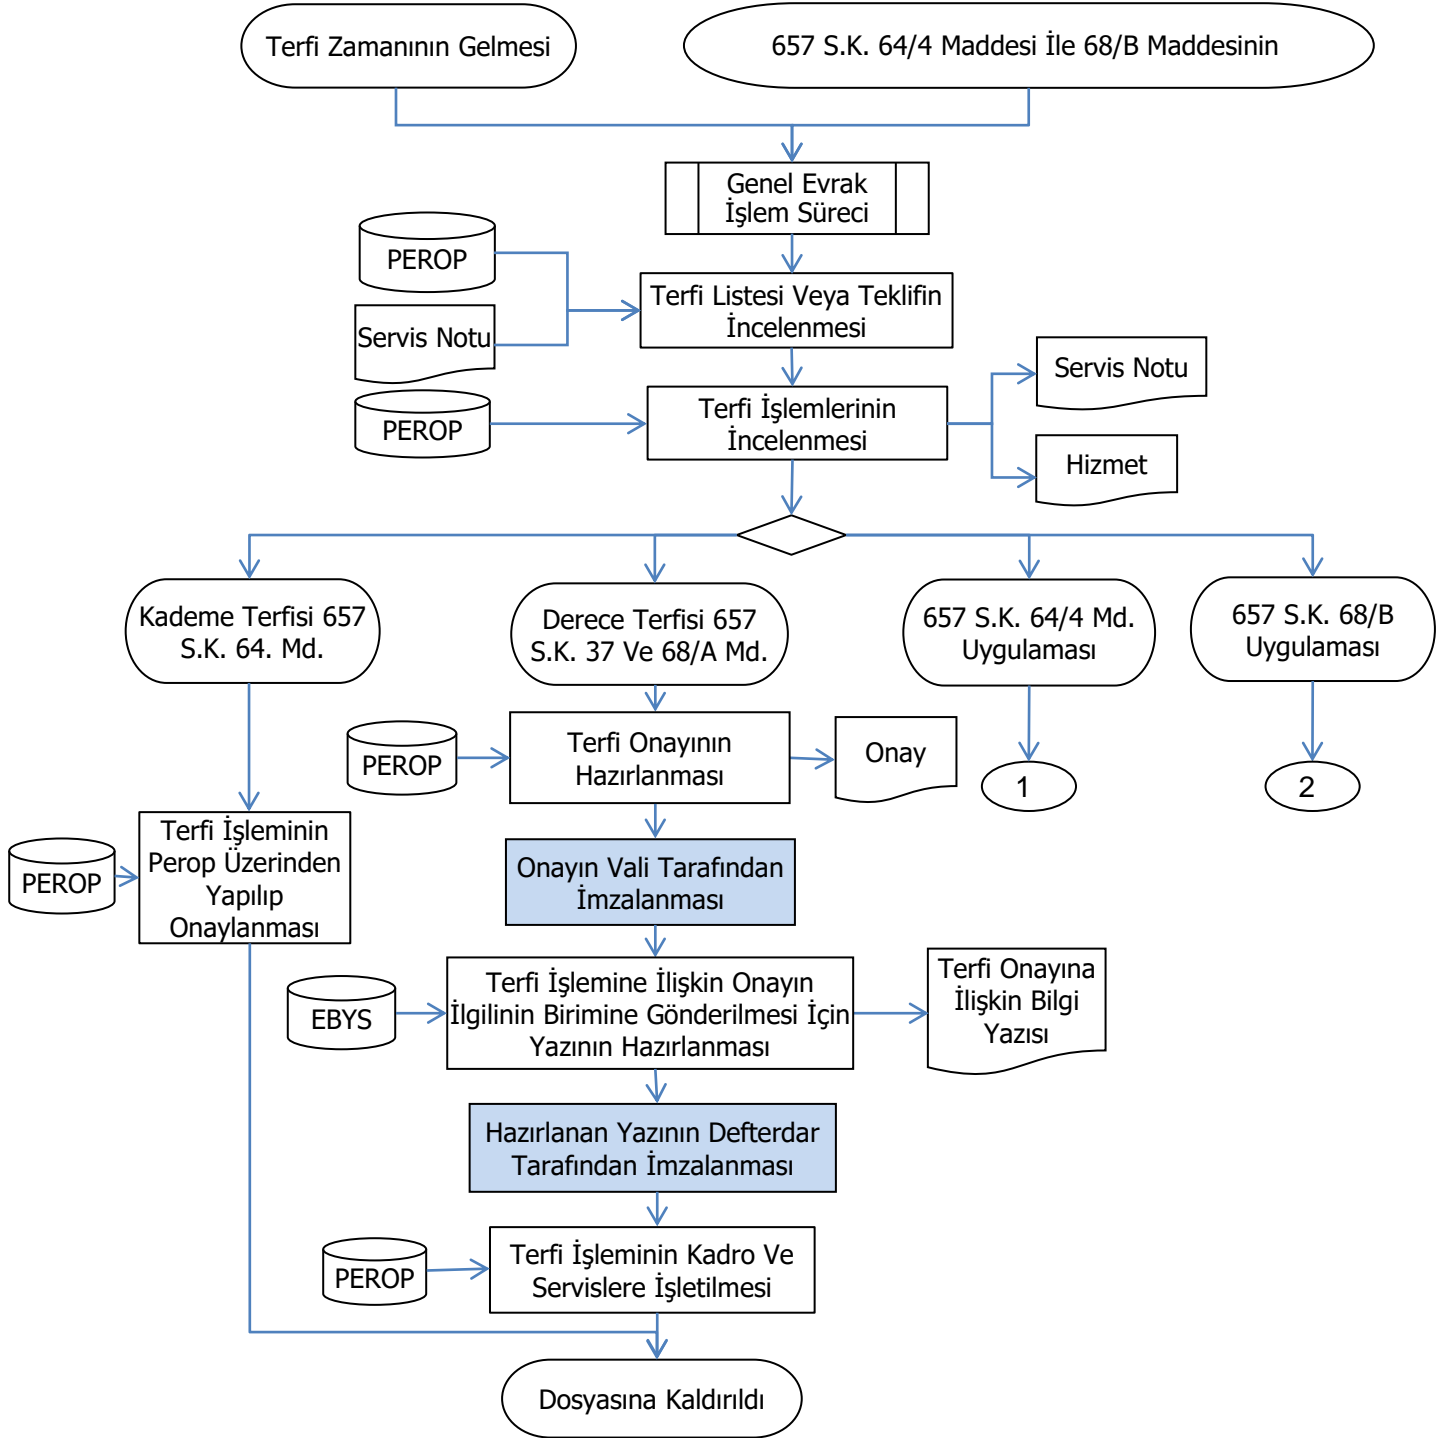 Terfi Zamanının Gelmesi
657 S.K. 64/4 Maddesi İle 68/B Maddesinin
Genel Evrak
İşlem Süreci
PEROP
Terfi Listesi Veya Teklifin
İncelenmesi
Servis Notu
Servis Notu
PEROP
Terfi İşlemlerinin
İncelenmesi
Hizmet
Kademe Terfisi 657
S.K. 64. Md.
Derece Terfisi 657
S.K. 37 Ve 68/A Md.
657 S.K. 64/4 Md.
Uygulaması
657 S.K. 68/B
Uygulaması
PEROP
Terfi Onayının
Hazırlanması
Onay
1
2
PEROP
Terfi İşleminin
Perop Üzerinden
Yapılıp
Onaylanması
Onayın Vali Tarafından
İmzalanması
EBYS
Terfi İşlemine İlişkin Onayın
İlgilinin Birimine Gönderilmesi İçin
Yazının Hazırlanması
Terfi Onayına
İlişkin Bilgi
Yazısı
Hazırlanan Yazının Defterdar
Tarafından İmzalanması
PEROP
Terfi İşleminin Kadro Ve
Servislere İşletilmesi
Dosyasına Kaldırıldı